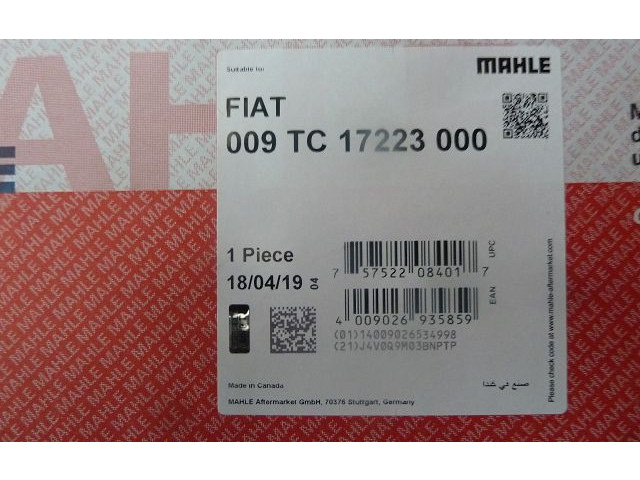 Suitable for:
MAHLE
FIAT
009 TC 17223 000
1 Piece
18/04/19 04
7 57522 08401 7
UPC
4 009026 935859
EAN
(01)14009026534998
(21)J4V0Q9M03BNPTP
Made in Canada
صنع في كندا
MAHLE Aftermarket GmbH, 70376 Stuttgart, Germany
Please check code at www.mahle-aftermarket.com